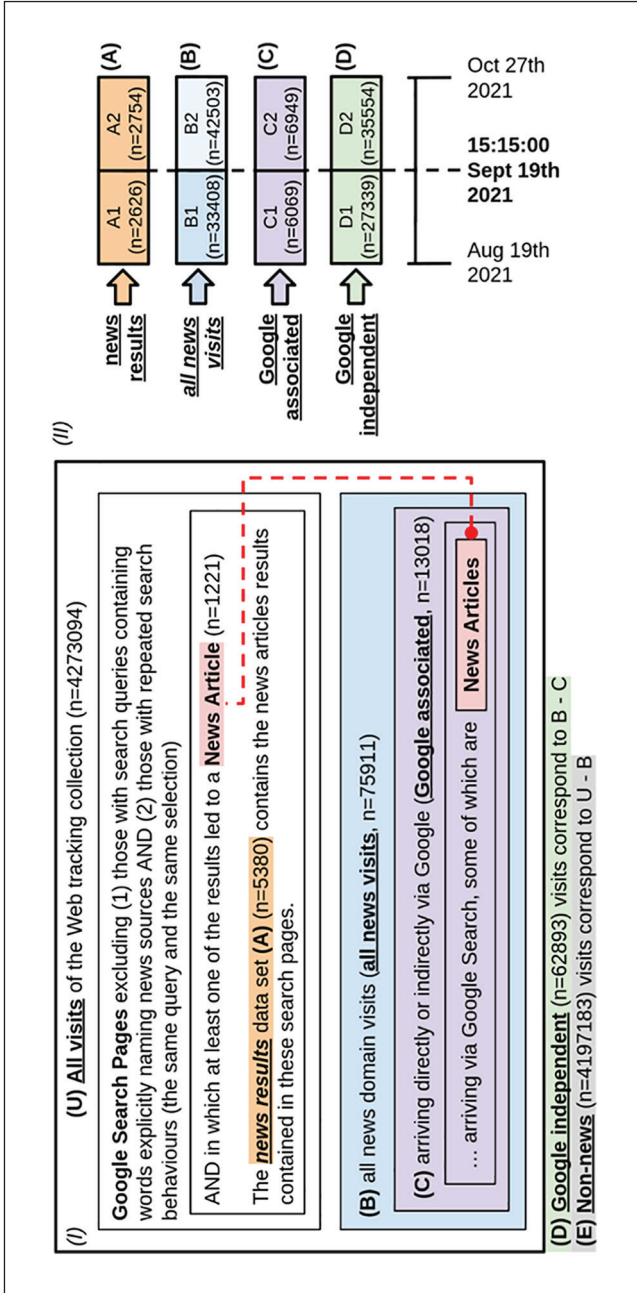 (I)
(U) All visits of the Web tracking collection (n=4273094)
Google Search Pages excluding (1) those with search queries containing
words explicitly naming news sources AND (2) those with repeated search
behaviours (the same query and the same selection)
AND in which at least one of the results led to a News Article (n=1221)
The news results data set (A) (n=5380) contains the news articles results
contained in these search pages.
(B) all news domain visits (all news visits, n=75911)
(C) arriving directly or indirectly via Google (Google associated, n=13018)
... arriving via Google Search, some of which are
News Articles
(D) Google independent (n=62893) visits correspond to B - C
(E) Non-news (n=4197183) visits correspond to U - B
(II)
news
results
A1
(n=2626)
A2
(n=2754)
(A)
all news
visits
B1
(n=33408)
B2
(n=42503)
(B)
Google
associated
C1
(n=6069)
C2
(n=6949)
(C)
Google
independent
D1
(n=27339)
D2
(n=35554)
(D)
Aug 19th
2021
15:15:00
Sept 19th
2021
Oct 27th
2021